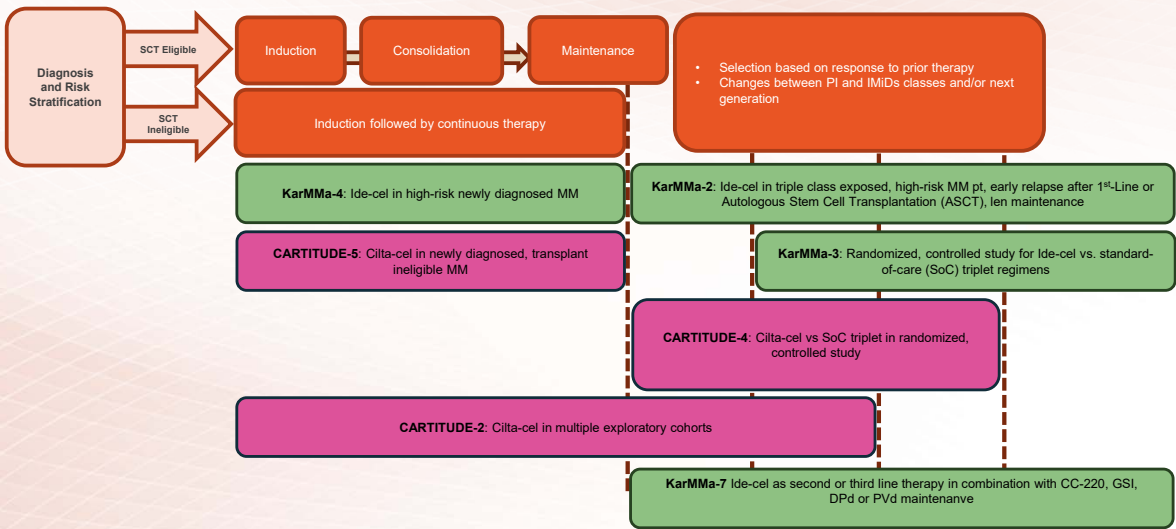 Diagnosis
and Risk
Stratification
SCT Eligible
SCT
Ineligible
Induction
Consolidation
Maintenance
Induction followed by continuous therapy
• Selection based on response to prior therapy
• Changes between PI and IMiDs classes and/or next
generation
KarMMa-4: Ide-cel in high-risk newly diagnosed MM
KarMMa-2: Ide-cel in triple class exposed, high-risk MM pt, early relapse after 1st-Line or
Autologous Stem Cell Transplantation (ASCT), len maintenance
CARTITUDE-5: Cilta-cel in newly diagnosed, transplant
ineligible MM
KarMMa-3: Randomized, controlled study for Ide-cel vs. standard-
of-care (SoC) triplet regimens
CARTITUDE-4: Cilta-cel vs SoC triplet in randomized,
controlled study
CARTITUDE-2: Cilta-cel in multiple exploratory cohorts
KarMMa-7 Ide-cel as second or third line therapy in combination with CC-220, GSI,
DPd or PVd maintenanve